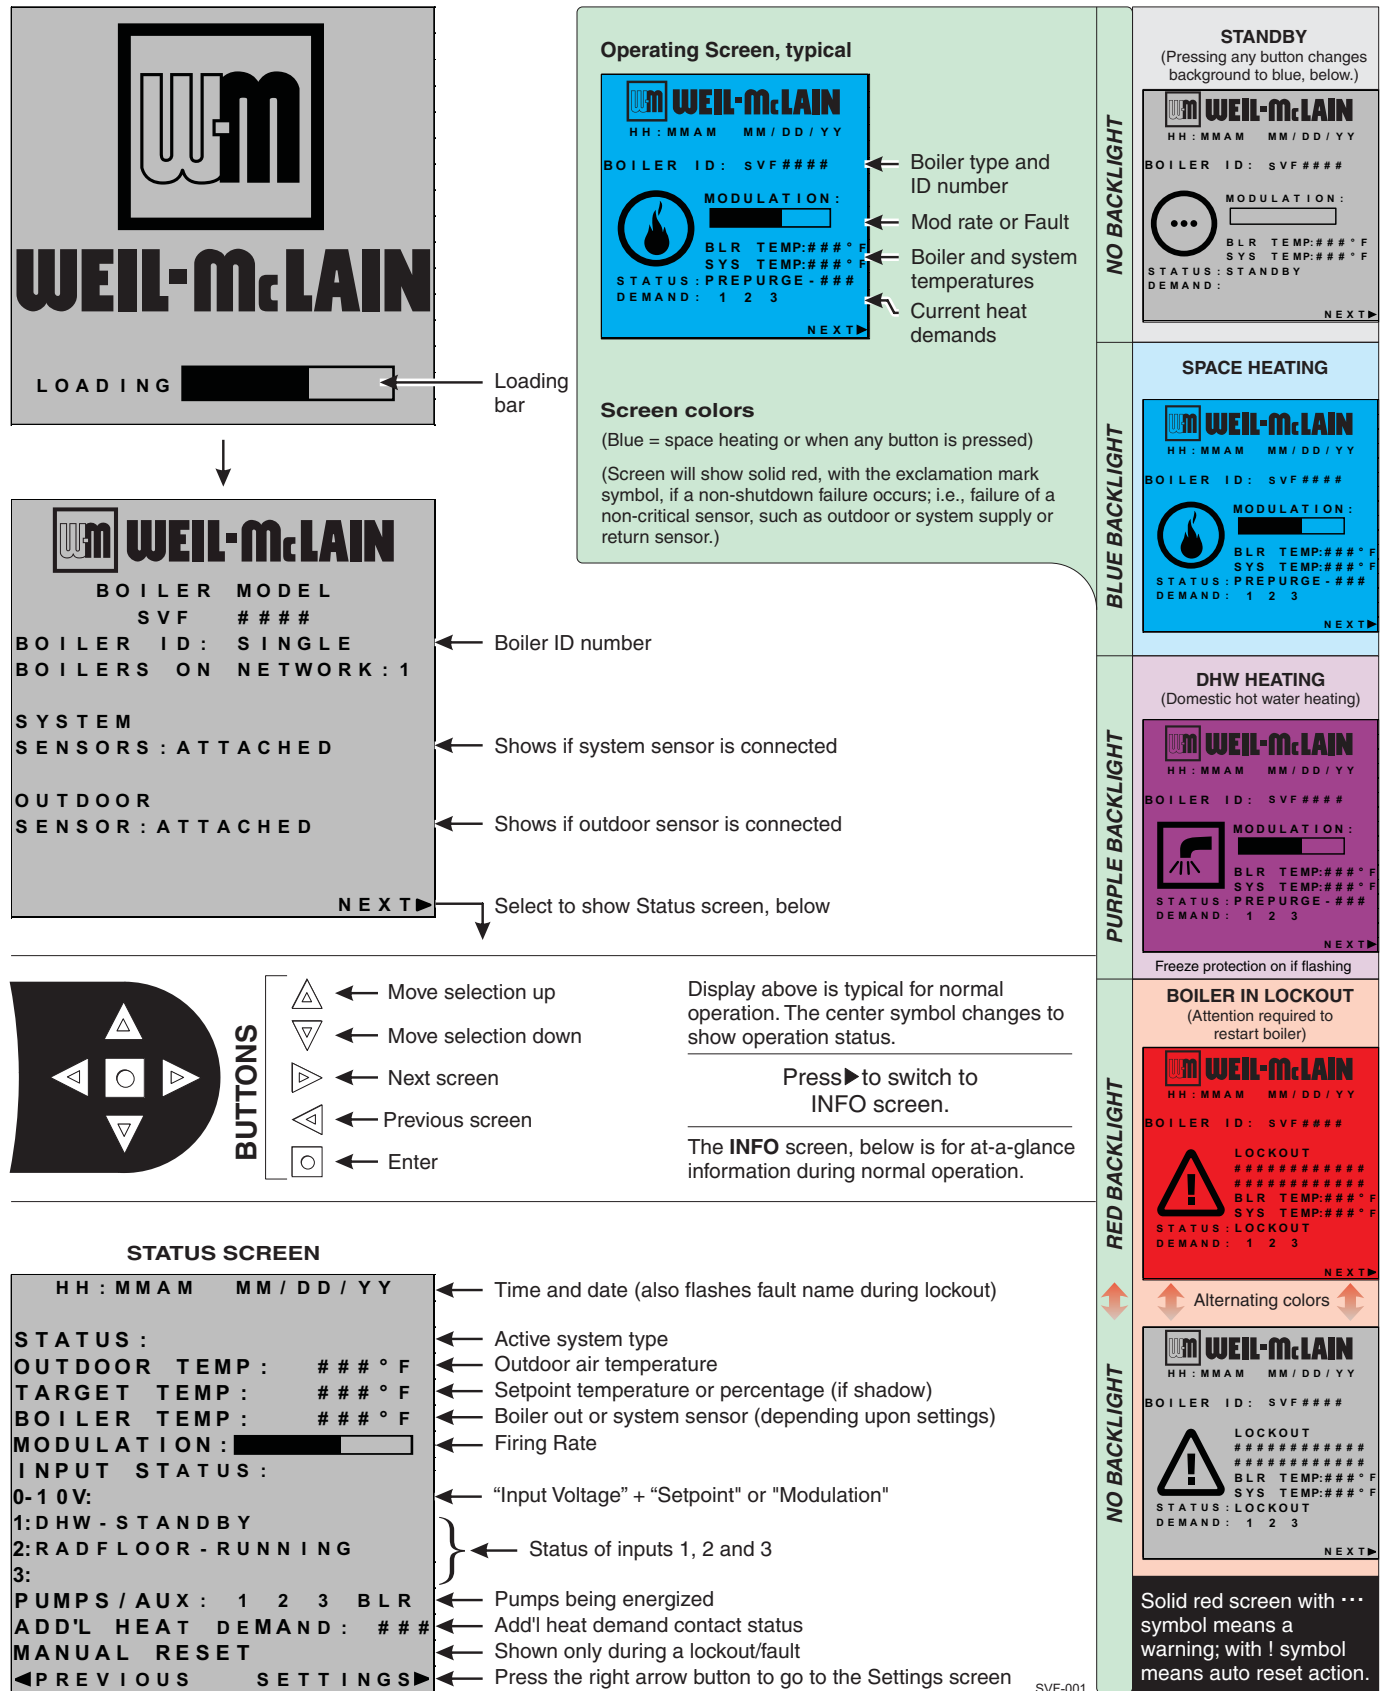 WM
WEIL-McLAIN
LOADING
Loading
bar
WM WEIL-McLAIN
BOILER MODEL
SVF ####
BOILER ID: SINGLE
BOILERS ON NETWORK:1
SYSTEM
SENSORS:ATTACHED
OUTDOOR
SENSOR:ATTACHED
NEXT▶
Boiler ID number
Shows if system sensor is connected
Shows if outdoor sensor is connected
Select to show Status screen, below
Operating Screen, typical
WM WEIL-McLAIN
HH:MMAM MM/DD/YY
BOILER ID: SVF####
MODULATION:
BLR TEMP:###°F
SYS TEMP:###°F
STATUS:PREPURGE-###
DEMAND: 1 2 3
NEXT▶
Boiler type and
ID number
Mod rate or Fault
Boiler and system
temperatures
Current heat
demands
Screen colors
(Blue = space heating or when any button is pressed)
(Screen will show solid red, with the exclamation mark
symbol, if a non-shutdown failure occurs; i.e., failure of a
non-critical sensor, such as outdoor or system supply or
return sensor.)
BUTTONS
Move selection up
Move selection down
Next screen
Previous screen
Enter
Display above is typical for normal
operation. The center symbol changes to
show operation status.
Press▶to switch to
INFO screen.
The INFO screen, below is for at-a-glance
information during normal operation.
STATUS SCREEN
HH:MMAM MM/DD/YY
STATUS:
OUTDOOR TEMP: ###°F
TARGET TEMP: ###°F
BOILER TEMP: ###°F
MODULATION:
INPUT STATUS:
0-10V:
1:DHW-STANDBY
2:RADFLOOR-RUNNING
3:
PUMPS/AUX: 1 2 3 BLR
ADD'L HEAT DEMAND: ###
MANUAL RESET
◀PREVIOUS SETTINGS▶
Time and date (also flashes fault name during lockout)
Active system type
Outdoor air temperature
Setpoint temperature or percentage (if shadow)
Boiler out or system sensor (depending upon settings)
Firing Rate
“Input Voltage” + “Setpoint" or "Modulation"
Status of inputs 1, 2 and 3
Pumps being energized
Add'l heat demand contact status
Shown only during a lockout/fault
Press the right arrow button to go to the Settings screen
SVF-001
NO BACKLIGHT
STANDBY
(Pressing any button changes
background to blue, below.)
WM WEIL-McLAIN
HH:MMAM MM/DD/YY
BOILER ID: SVF####
MODULATION:
BLR TEMP:###°F
SYS TEMP:###°F
STATUS:STANDBY
DEMAND:
NEXT▶
BLUE BACKLIGHT
SPACE HEATING
WM WEIL-McLAIN
HH:MMAM MM/DD/YY
BOILER ID: SVF####
MODULATION:
BLR TEMP:###°F
SYS TEMP:###°F
STATUS:PREPURGE-###
DEMAND: 1 2 3
NEXT▶
PURPLE BACKLIGHT
DHW HEATING
(Domestic hot water heating)
WM WEIL-McLAIN
HH:MMAM MM/DD/YY
BOILER ID: SVF####
MODULATION:
BLR TEMP:###°F
SYS TEMP:###°F
STATUS:PREPURGE-###
DEMAND: 1 2 3
NEXT▶
Freeze protection on if flashing
RED BACKLIGHT
BOILER IN LOCKOUT
(Attention required to
restart boiler)
WM WEIL-McLAIN
HH:MMAM MM/DD/YY
BOILER ID: SVF####
LOCKOUT
############
############
BLR TEMP:###°F
SYS TEMP:###°F
STATUS:LOCKOUT
DEMAND: 1 2 3
NEXT▶
Alternating colors
NO BACKLIGHT
WM WEIL-McLAIN
HH:MMAM MM/DD/YY
BOILER ID: SVF####
LOCKOUT
############
############
BLR TEMP:###°F
SYS TEMP:###°F
STATUS:LOCKOUT
DEMAND: 1 2 3
NEXT▶
Solid red screen with ···
symbol means a
warning; with ! symbol
means auto reset action.